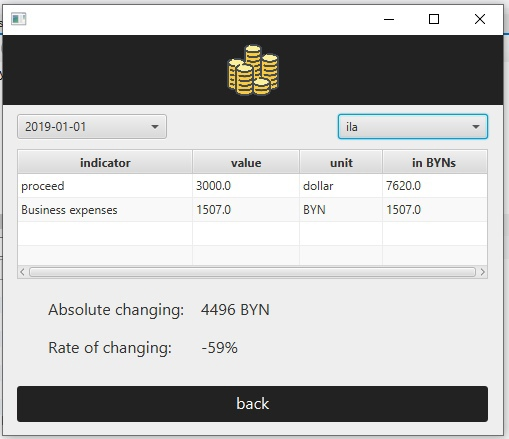 2019-01-01 ila
indicator value unit in BYNs
proceed 3000.0 dollar 7620.0
Business expenses 1507.0 BYN 1507.0
Absolute changing: 4496 BYN
Rate of changing: -59%
back